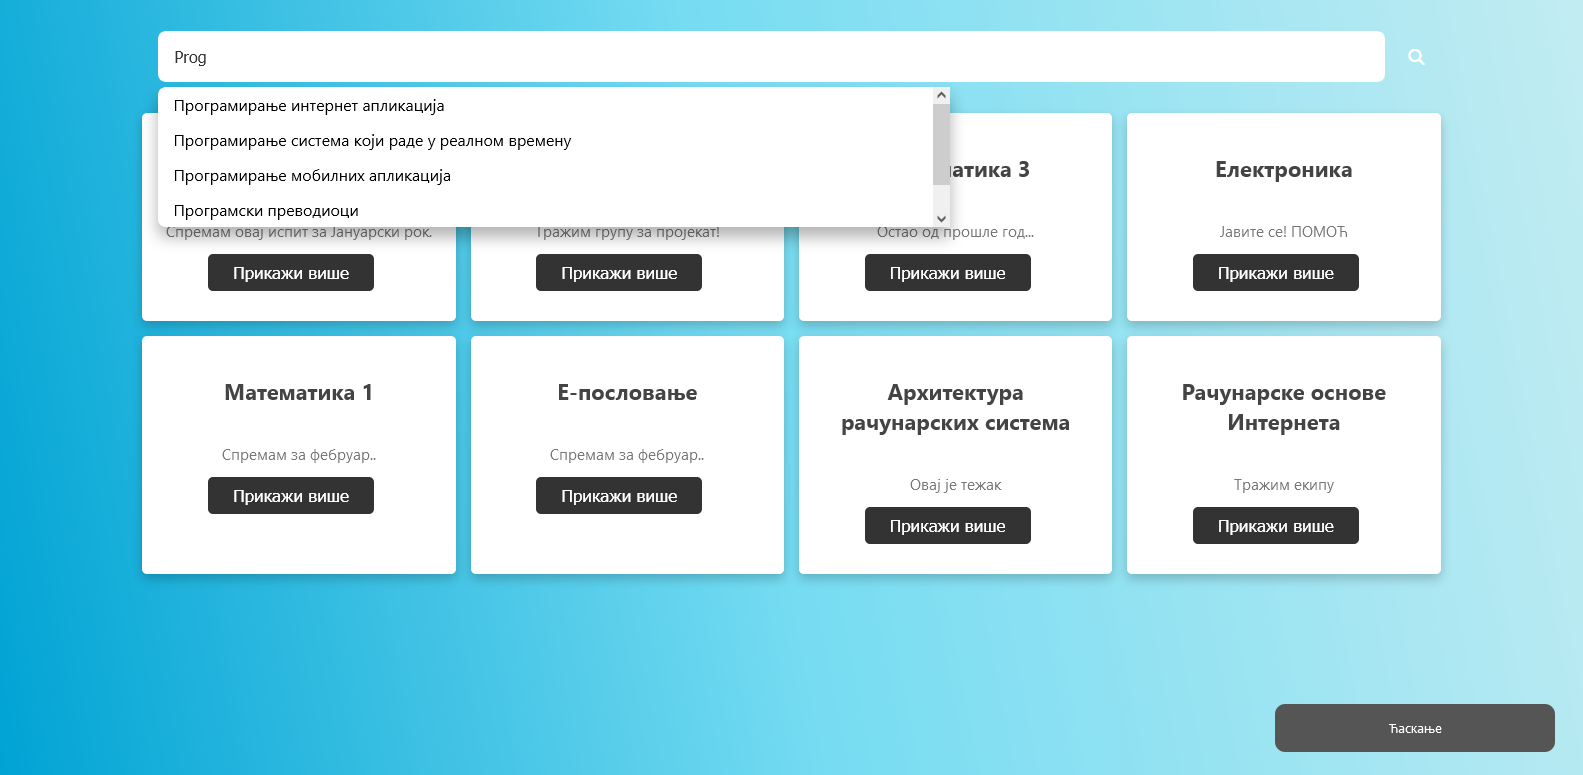 Prog
Програмирање интернет апликација
Програмирање система који раде у реалном времену
Програмирање мобилних апликација
Програмски преводиоци
атика 3
Електроника
Спремам овај испит за Јануарски рок.
Тражим групу за пројекат!
Остао од прошле год...
Јавите се! ПОМОЋ
Прикажи више
Прикажи више
Прикажи више
Прикажи више
Математика 1
Е-пословање
Архитектура
рачунарских система
Рачунарске основе
Интернета
Спремам за фебруар..
Спремам за фебруар..
Овај је тежак
Тражим екипу
Прикажи више
Прикажи више
Прикажи више
Прикажи више
Ћаскање